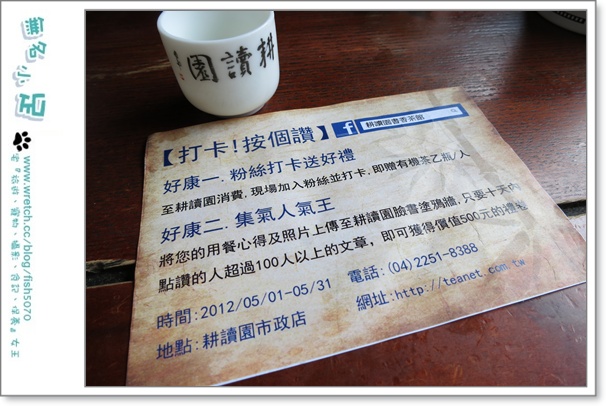 無名小足
www.wretch.cc/blog/fish5070
耕讀園
【打卡!按個讚】
耕讀園書香茶館
好康一. 粉絲打卡送好禮
至耕讀園消費, 現場加入粉絲並打卡, 即贈有機茶乙瓶/人
好康二. 集氣人氣王
將您的用餐心得及照片上傳至耕讀園臉書塗鴉牆, 只要十天內
點讚的人超過100人以上的文章, 即可獲得價值500元的禮
時間:2012/05/01-05/31
電話:(04)2251-8388
地點:耕讀園市政店
網址:http://teanet.com.tw